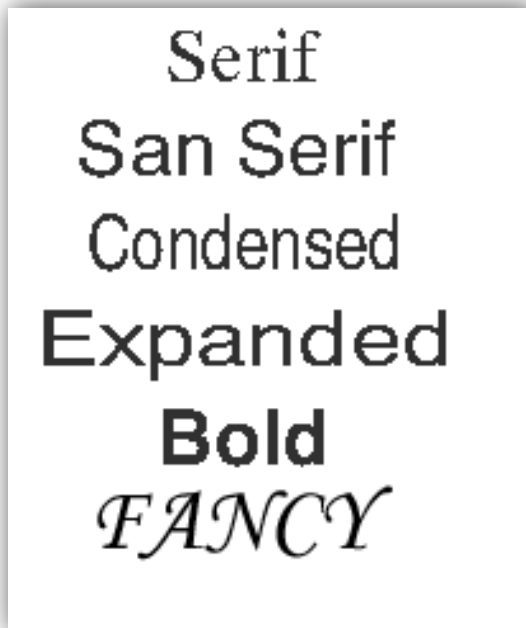 Serif
San Serif
Condensed
Expanded
Bold
FANCY